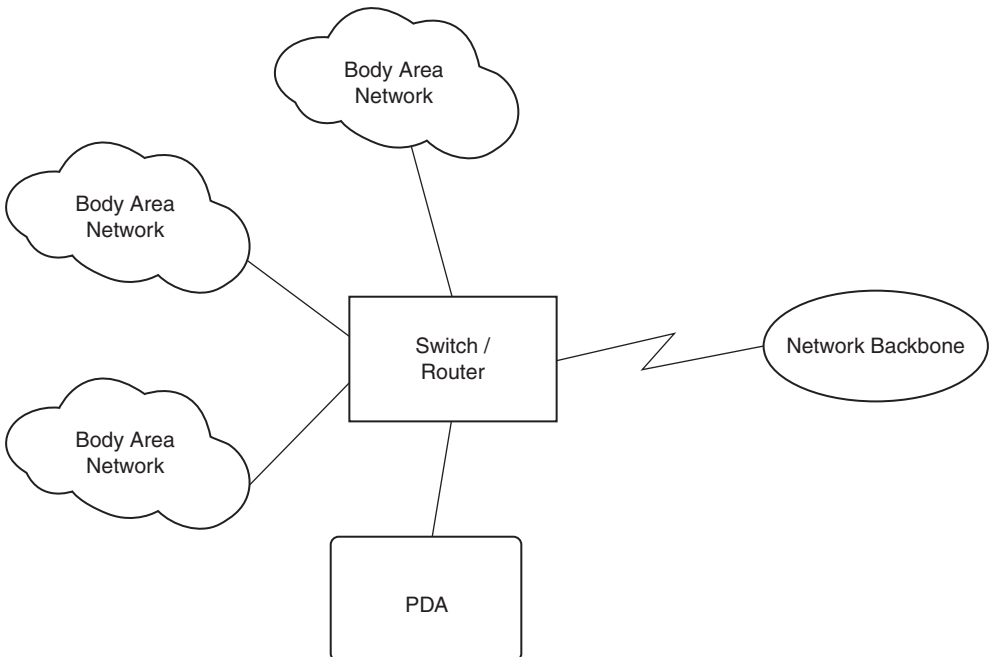 Body Area
Network
Body Area
Network
Switch /
Router
Network Backbone
Body Area
Network
PDA